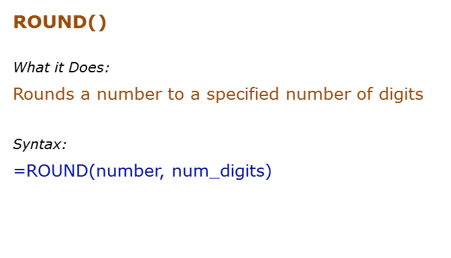 ROUND()
What it Does:
Rounds a number to a specified number of digits
Syntax:
=ROUND(number, num_digits)